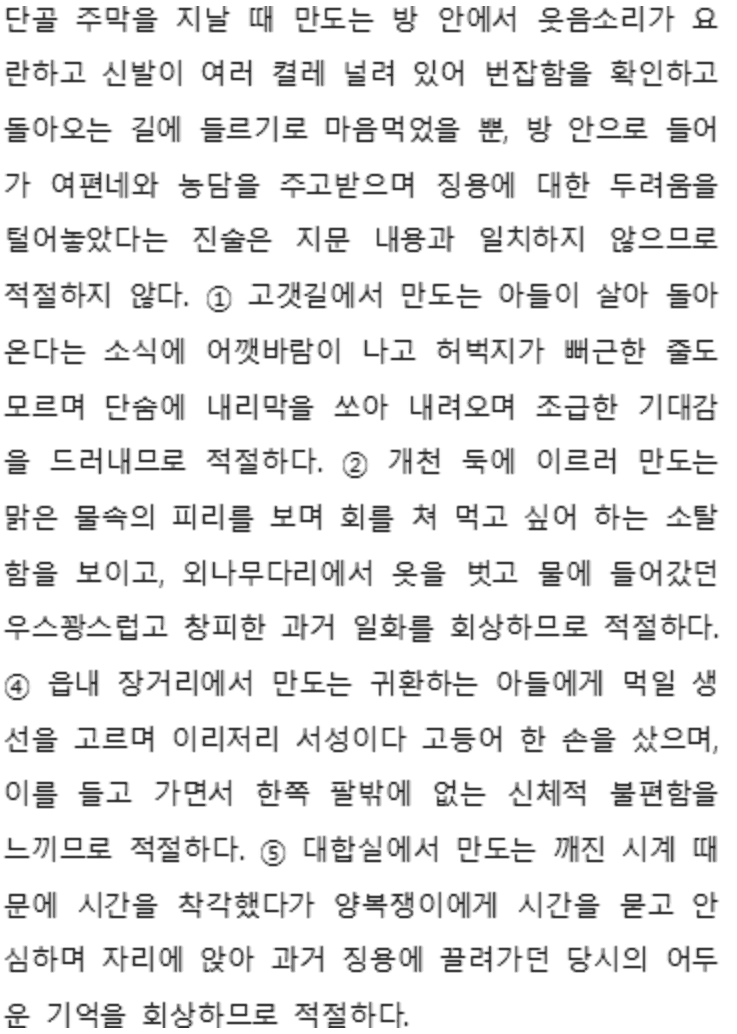 단골 주막을 지날 때 만도는 방 안에서 웃음소리가 요
란하고 신발이 여러 켤레 널려 있어 번잡함을 확인하고
돌아오는 길에 들르기로 마음먹었을 뿐, 방 안으로 들어
가 여편네와 농담을 주고받으며 징용에 대한 두려움을
털어놓았다는 진술은 지문 내용과 일치하지 않으므로
적절하지 않다. ① 고갯길에서 만도는 아들이 살아 돌아
온다는 소식에 어깻바람이 나고 허벅지가 뻐근한 줄도
모르며 단숨에 내리막을 쏘아 내려오며 조급한 기대감
을 드러내므로 적절하다. ② 개천 둑에 이르러 만도는
맑은 물속의 피리를 보며 회를 쳐 먹고 싶어 하는 소탈
함을 보이고, 외나무다리에서 옷을 벗고 물에 들어갔던
우스꽝스럽고 창피한 과거 일화를 회상하므로 적절하다.
④ 읍내 장거리에서 만도는 귀환하는 아들에게 먹일 생
선을 고르며 이리저리 서성이다 고등어 한 손을 샀으며,
이를 들고 가면서 한쪽 팔밖에 없는 신체적 불편함을
느끼므로 적절하다. ⑤ 대합실에서 만도는 깨진 시계 때
문에 시간을 착각했다가 양복쟁이에게 시간을 묻고 안
심하며 자리에 앉아 과거 징용에 끌려가던 당시의 어두
운 기억을 회상하므로 적절하다.